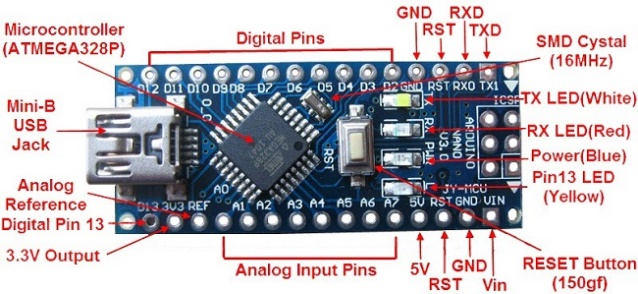 Microcontroller
(ATMEGA328P)
Digital Pins
GND
RST
RXD
TXD
SMD Cystal
(16MHz)
D12 D11 D10 D9 D8 D7 D6 D5 D4 D3 D2 GND RST RX0 TX1
Mini-B
USB
Jack
ICSP
TX LED(White)
RX LED(Red)
Power(Blue)
Pin13 LED
(Yellow)
ARDUINO
NANO
V3.0
RST
RX
PWR
JY-MCU
Analog
Reference
Digital Pin 13
3.3V Output
A0
D13 3V3 REF A1 A2 A3 A4 A5 A6 A7 5V RST GND VIN
Analog Input Pins
5V
RST
GND
Vin
RESET Button
(150gf)